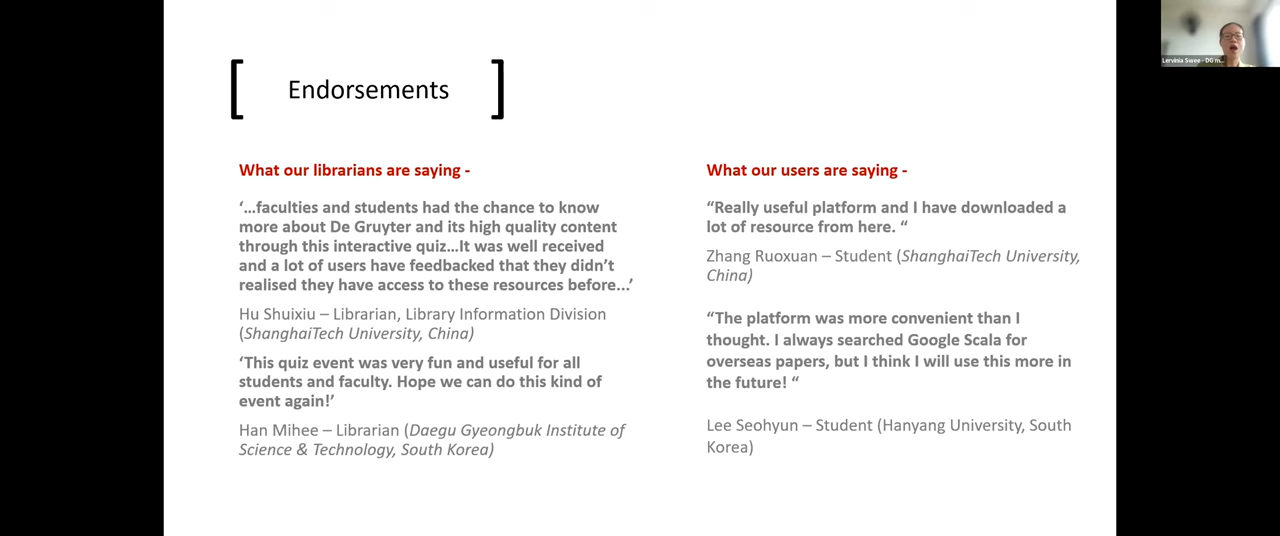 [ Endorsements ]
What our librarians are saying -
‘…faculties and students had the chance to know
more about De Gruyter and its high quality content
through this interactive quiz…It was well received
and a lot of users have feedbacked that they didn’t
realised they have access to these resources before...’
Hu Shuixiu – Librarian, Library Information Division
(ShanghaiTech University, China)
‘This quiz event was very fun and useful for all
students and faculty. Hope we can do this kind of
event again!’
Han Mihee – Librarian (Daegu Gyeongbuk Institute of
Science & Technology, South Korea)
What our users are saying -
“Really useful platform and I have downloaded a
lot of resource from here. “
Zhang Ruoxuan – Student (ShanghaiTech University,
China)
“The platform was more convenient than I
thought. I always searched Google Scala for
overseas papers, but I think I will use this more in
the future! “
Lee Seohyun – Student (Hanyang University, South
Korea)
Lervinia Swee - DG m...